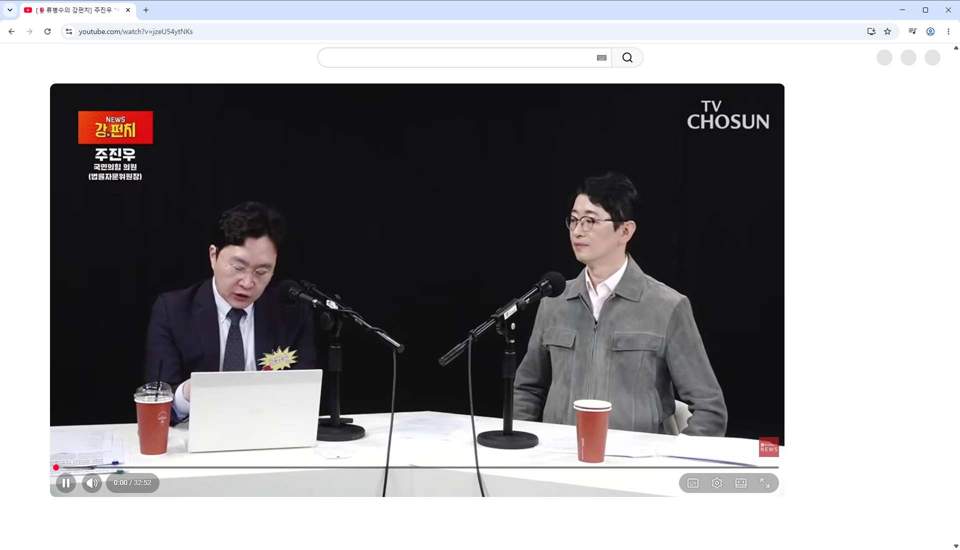 [🎙류병수의 강펀치] 주진우 "
youtube.com/watch?v=jzeU54ytNKs
NEWS
강.펀치
주진우
국민의힘 의원
(법률자문위원장)
TV
CHOSUN
NEWS
0:00 / 32:52